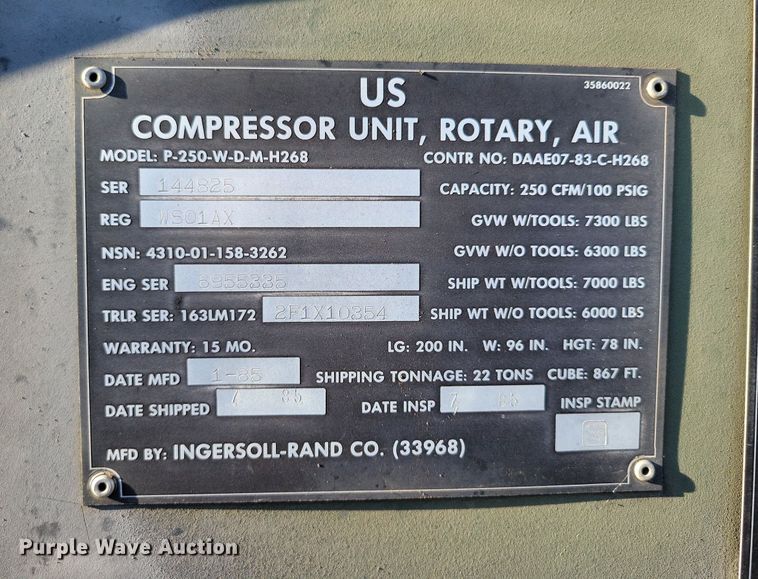 35860022
US
COMPRESSOR UNIT, ROTARY, AIR
MODEL: P-250-W-D-M-H268 CONTR NO: DAAE07-83-C-H268
SER 144825 CAPACITY: 250 CFM/100 PSIG
REG WS01AX GVW W/TOOLS: 7300 LBS
NSN: 4310-01-158-3262 GVW W/O TOOLS: 6300 LBS
ENG SER 6955335 SHIP WT W/TOOLS: 7000 LBS
TRLR SER: 163LM172 2F1X10354 SHIP WT W/O TOOLS: 6000 LBS
WARRANTY: 15 MO. LG: 200 IN. W: 96 IN. HGT: 78 IN.
DATE MFD 1-85 SHIPPING TONNAGE: 22 TONS CUBE: 867 FT.
DATE SHIPPED 7 85 DATE INSP 7 85 INSP STAMP
MFD BY: INGERSOLL-RAND CO. (33968)
Purple Wave Auction